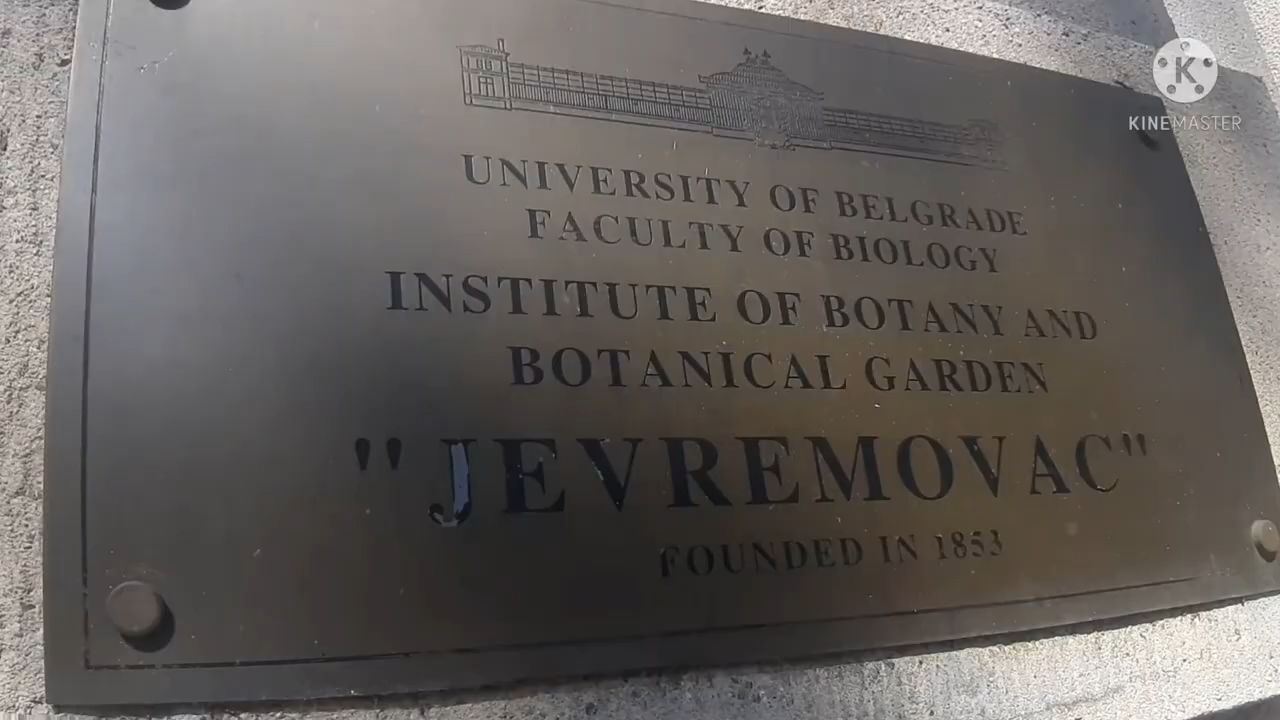 K
KINEMASTER
UNIVERSITY OF BELGRADE
FACULTY OF BIOLOGY
INSTITUTE OF BOTANY AND
BOTANICAL GARDEN
"JEVREMOVAC"
FOUNDED IN 1853